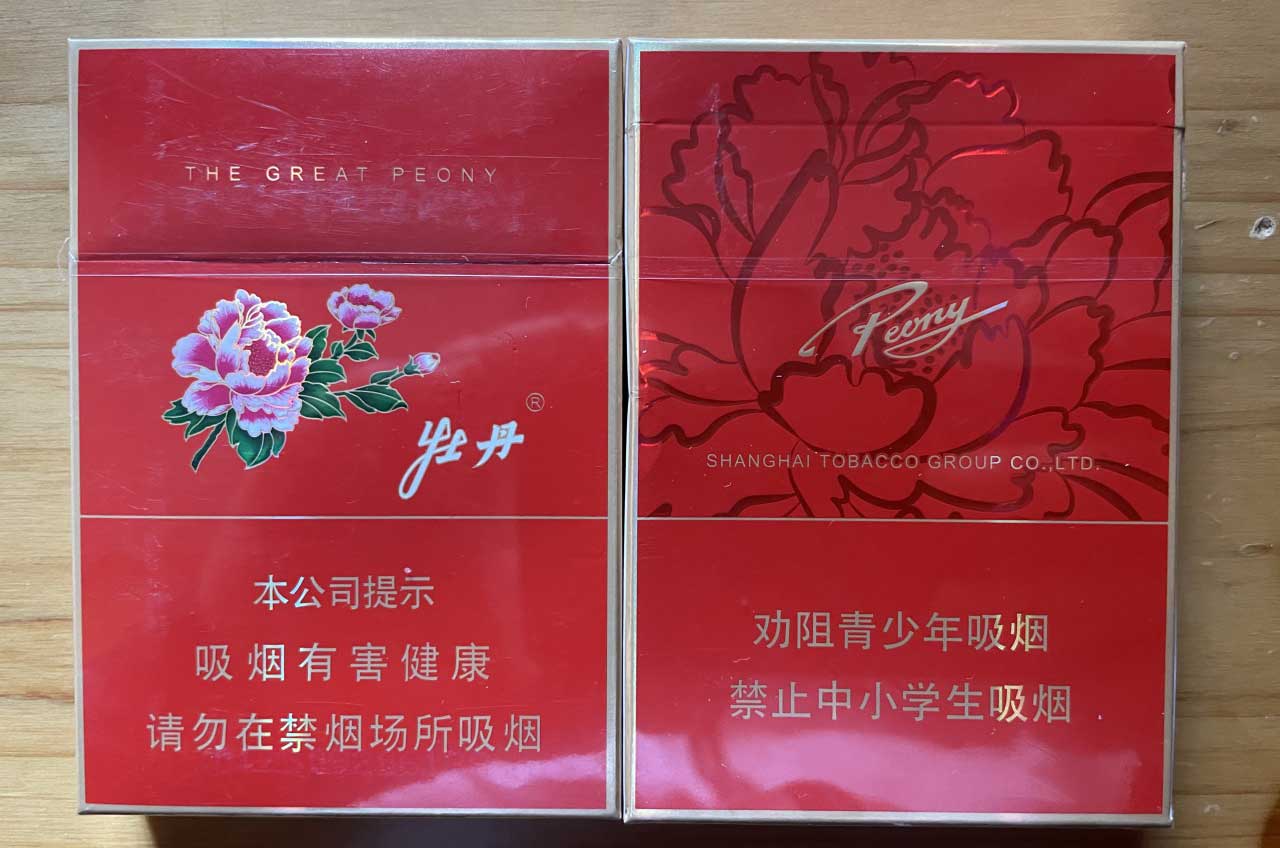 THE GREAT PEONY
牡丹®
本公司提示
吸烟有害健康
请勿在禁烟场所吸烟
Peony
SHANGHAI TOBACCO GROUP CO.,LTD.
劝阻青少年吸烟
禁止中小学生吸烟